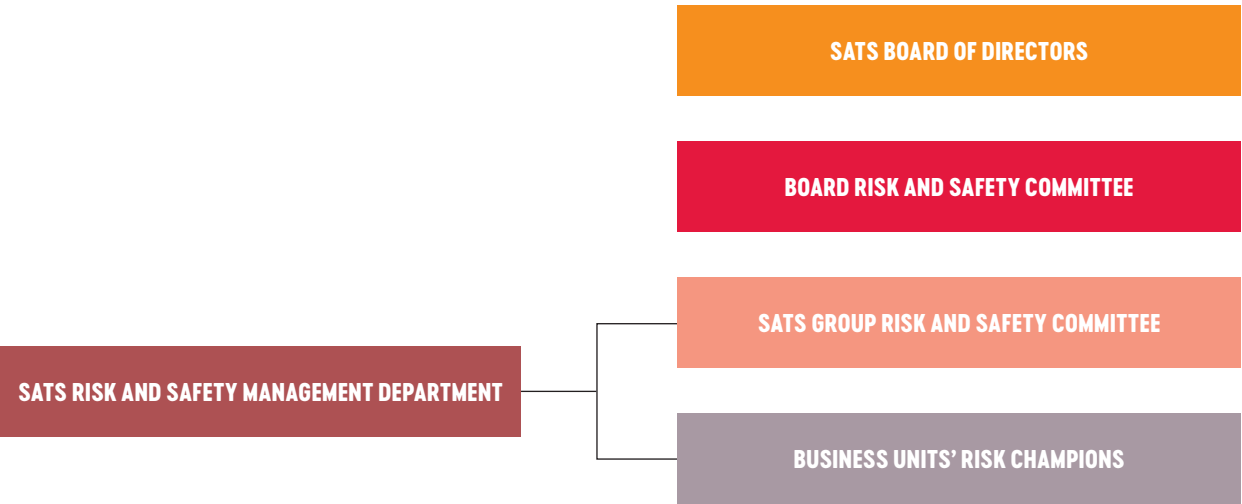 SATS BOARD OF DIRECTORS
BOARD RISK AND SAFETY COMMITTEE
SATS GROUP RISK AND SAFETY COMMITTEE
SATS RISK AND SAFETY MANAGEMENT DEPARTMENT
BUSINESS UNITS’ RISK CHAMPIONS